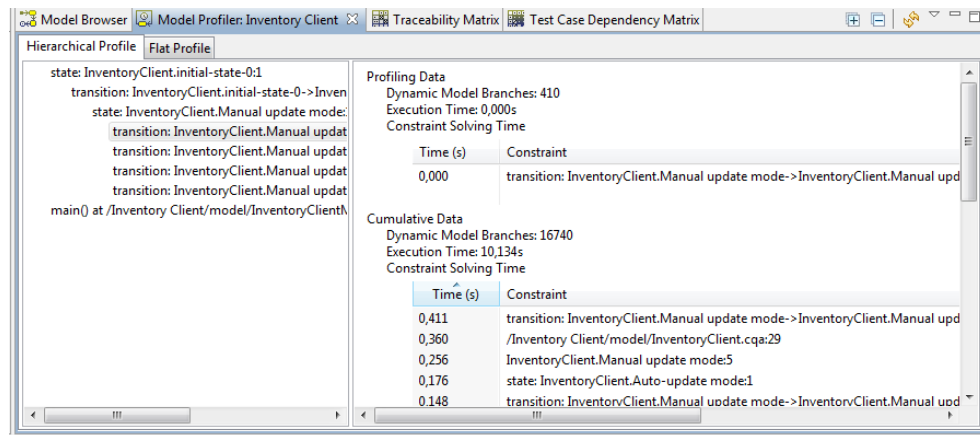 Model Browser Model Profiler: Inventory Client Traceability Matrix Test Case Dependency Matrix
Hierarchical Profile Flat Profile
state: InventoryClient.initial-state-0:1
transition: InventoryClient.initial-state-0->Inven
state: InventoryClient.Manual update mode:
transition: InventoryClient.Manual updat
transition: InventoryClient.Manual updat
transition: InventoryClient.Manual updat
transition: InventoryClient.Manual updat
main() at /Inventory Client/model/InventoryClient
Profiling Data
Dynamic Model Branches: 410
Execution Time: 0,000s
Constraint Solving Time
Time (s) Constraint
0,000 transition: InventoryClient.Manual update mode->InventoryClient.Manual upd
Cumulative Data
Dynamic Model Branches: 16740
Execution Time: 10,134s
Constraint Solving Time
Time (s) Constraint
0,411 transition: InventoryClient.Manual update mode->InventoryClient.Manual upd
0,360 /Inventory Client/model/InventoryClient.cqa:29
0,256 InventoryClient.Manual update mode:5
0,176 state: InventoryClient.Auto-update mode:1
0,148 transition: InventoryClient.Manual update mode->InventoryClient.Manual upd